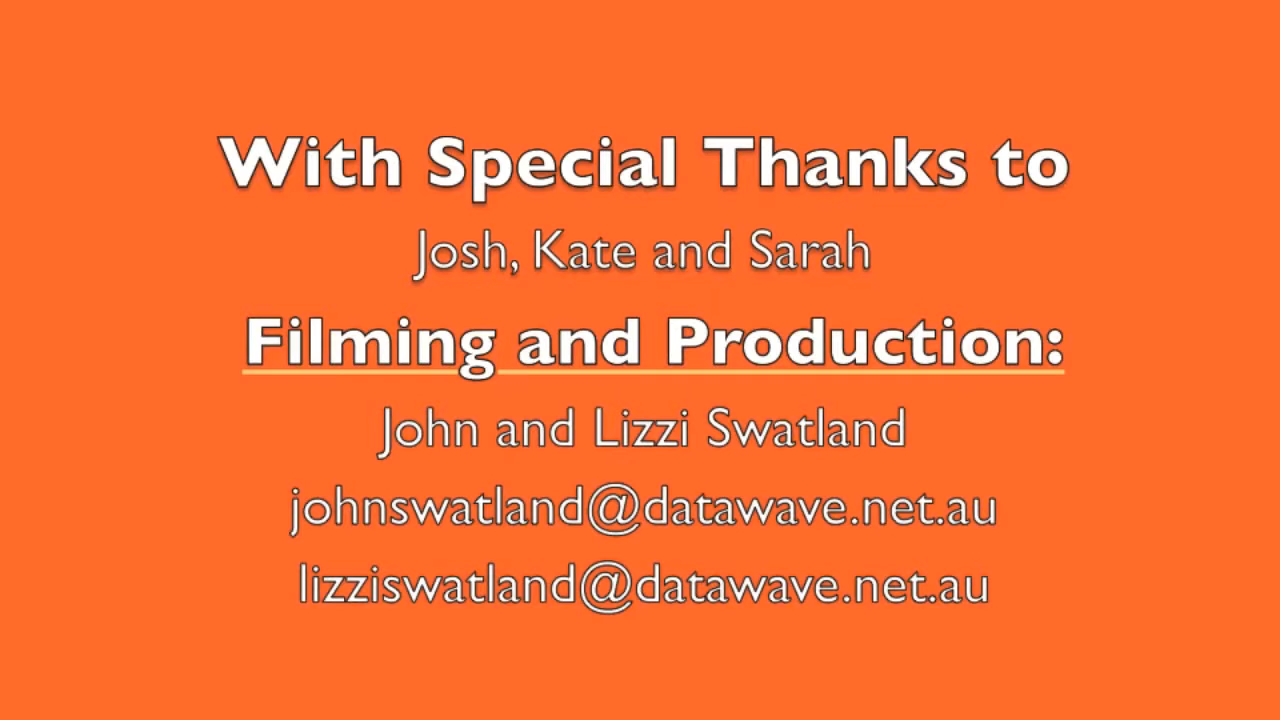 With Special Thanks to
Josh, Kate and Sarah
Filming and Production:
John and Lizzi Swatland
johnswatland@datawave.net.au
lizziswatland@datawave.net.au